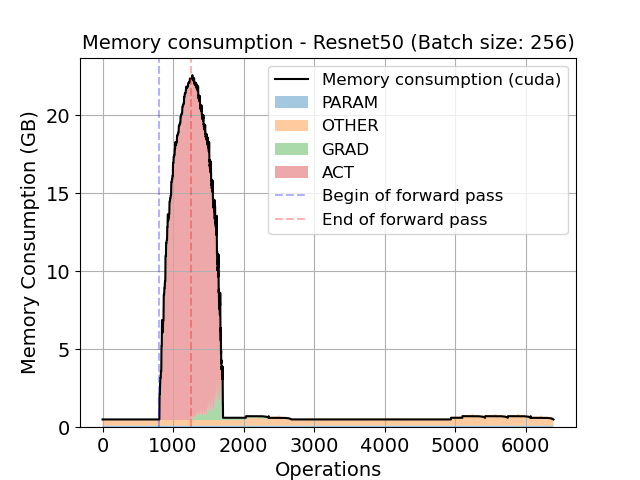 Memory consumption - Resnet50 (Batch size: 256)
Memory Consumption (GB)
20
15
10
5
0
Memory consumption (cuda)
PARAM
OTHER
GRAD
ACT
Begin of forward pass
End of forward pass
0 1000 2000 3000 4000 5000 6000
Operations